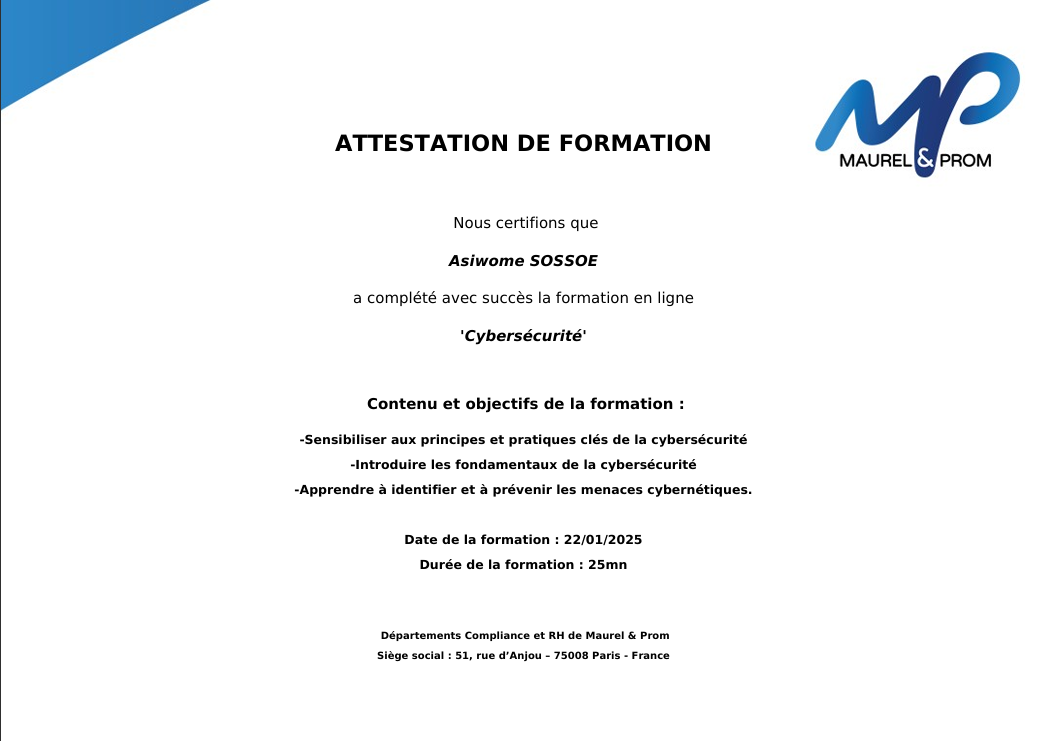 MAUREL & PROM
ATTESTATION DE FORMATION
Nous certifions que
Asiwome SOSSOE
a complété avec succès la formation en ligne
'Cybersécurité'
Contenu et objectifs de la formation :
-Sensibiliser aux principes et pratiques clés de la cybersécurité
-Introduire les fondamentaux de la cybersécurité
-Apprendre à identifier et à prévenir les menaces cybernétiques.
Date de la formation : 22/01/2025
Durée de la formation : 25mn
Départements Compliance et RH de Maurel & Prom
Siège social : 51, rue d’Anjou – 75008 Paris - France